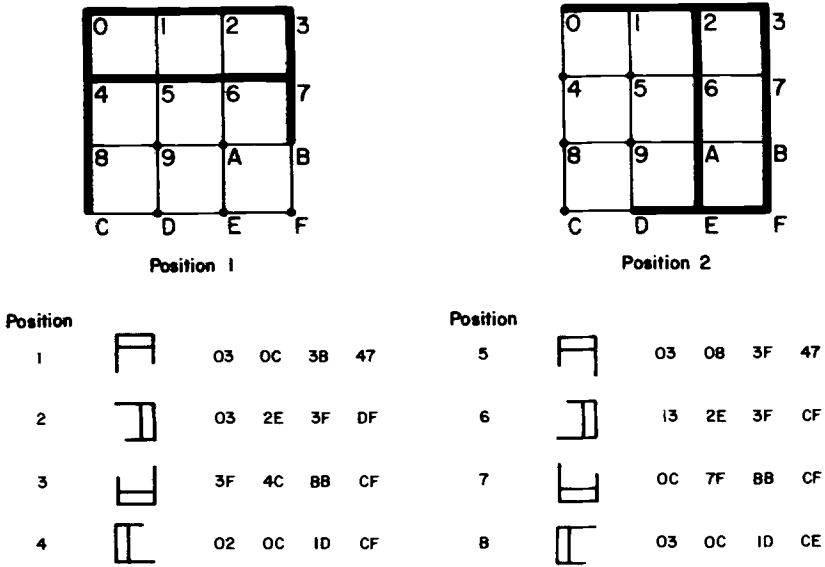 0 1 2 3
4 5 6 7
8 9 A B
C D E F
Position 1
0 1 2 3
4 5 6 7
8 9 A B
C D E F
Position 2
Position
1 03 0C 3B 47
2 03 2E 3F DF
3 3F 4C 8B CF
4 02 0C 1D CF
Position
5 03 08 3F 47
6 13 2E 3F CF
7 0C 7F 8B CF
8 03 0C 1D CE